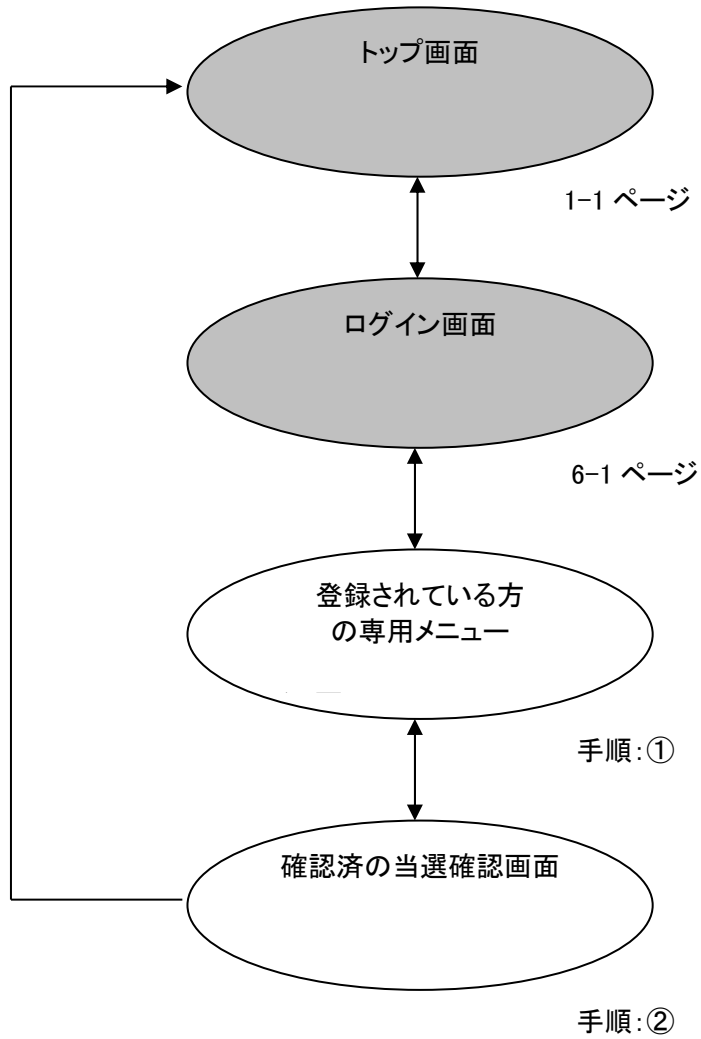 トップ画面
1-1 ページ
ログイン画面
6-1 ページ
登録されている方
の専用メニュー
手順:①
確認済の当選確認画面
手順:②